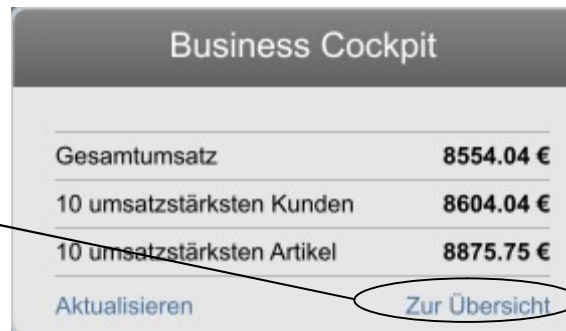 Business Cockpit
Gesamtumsatz 8554.04 €
10 umsatzstärksten Kunden 8604.04 €
10 umsatzstärksten Artikel 8875.75 €
Aktualisieren Zur Übersicht